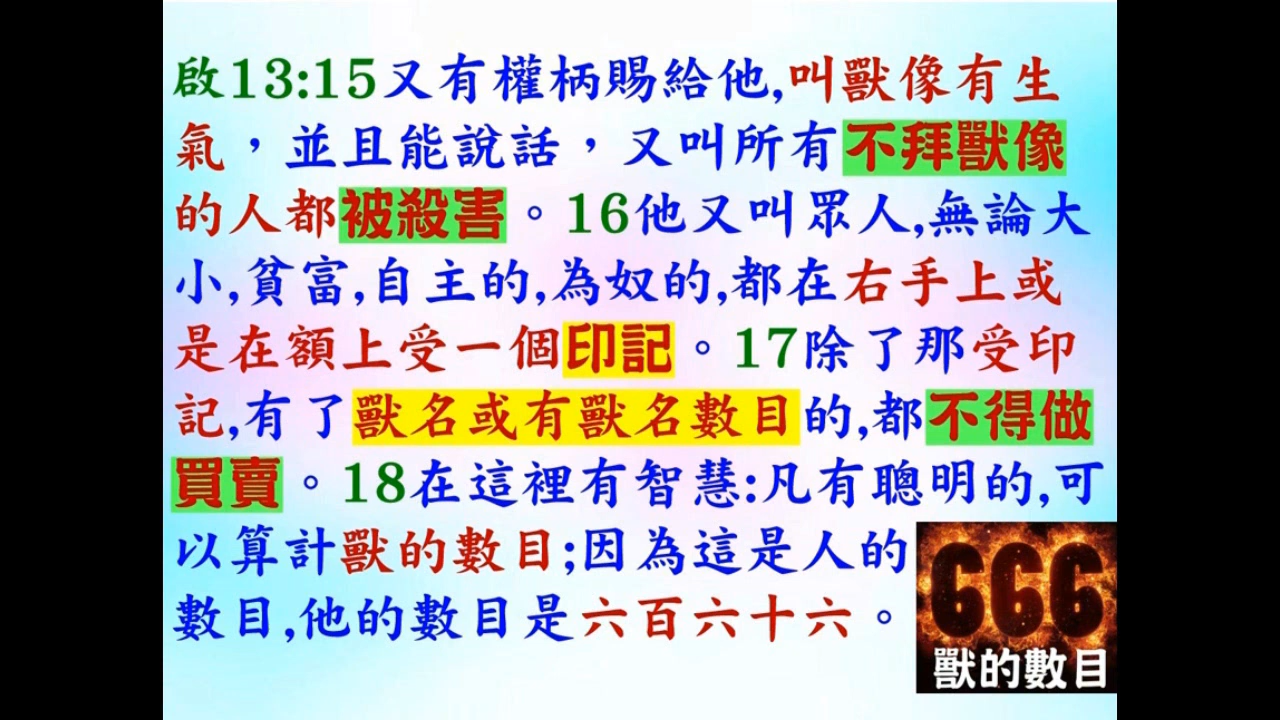 啟13:15又有權柄賜給他,叫獸像有生
氣，並且能說話，又叫所有不拜獸像
的人都被殺害。16他又叫眾人,無論大
小,貧富,自主的,為奴的,都在右手上或
是在額上受一個印記。17除了那受印
記,有了獸名或有獸名數目的,都不得做
買賣。18在這裡有智慧:凡有聰明的,可
以算計獸的數目;因為這是人的
數目,他的數目是六百六十六。
666
獸的數目